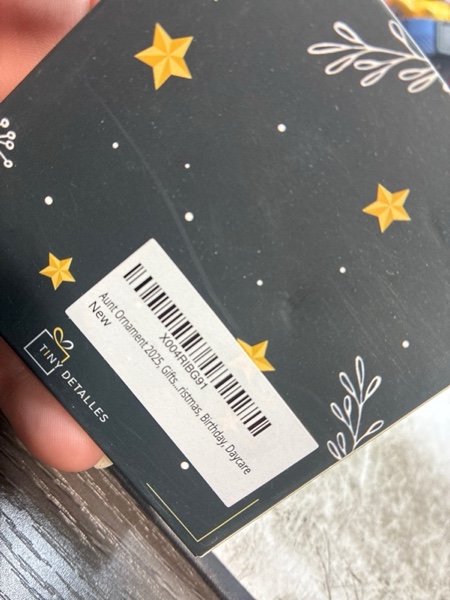 X004RIBG91
Aunt Ornament 2025, Gifts...ristmas, Birthday, Daycare
New
TINY DETALLES